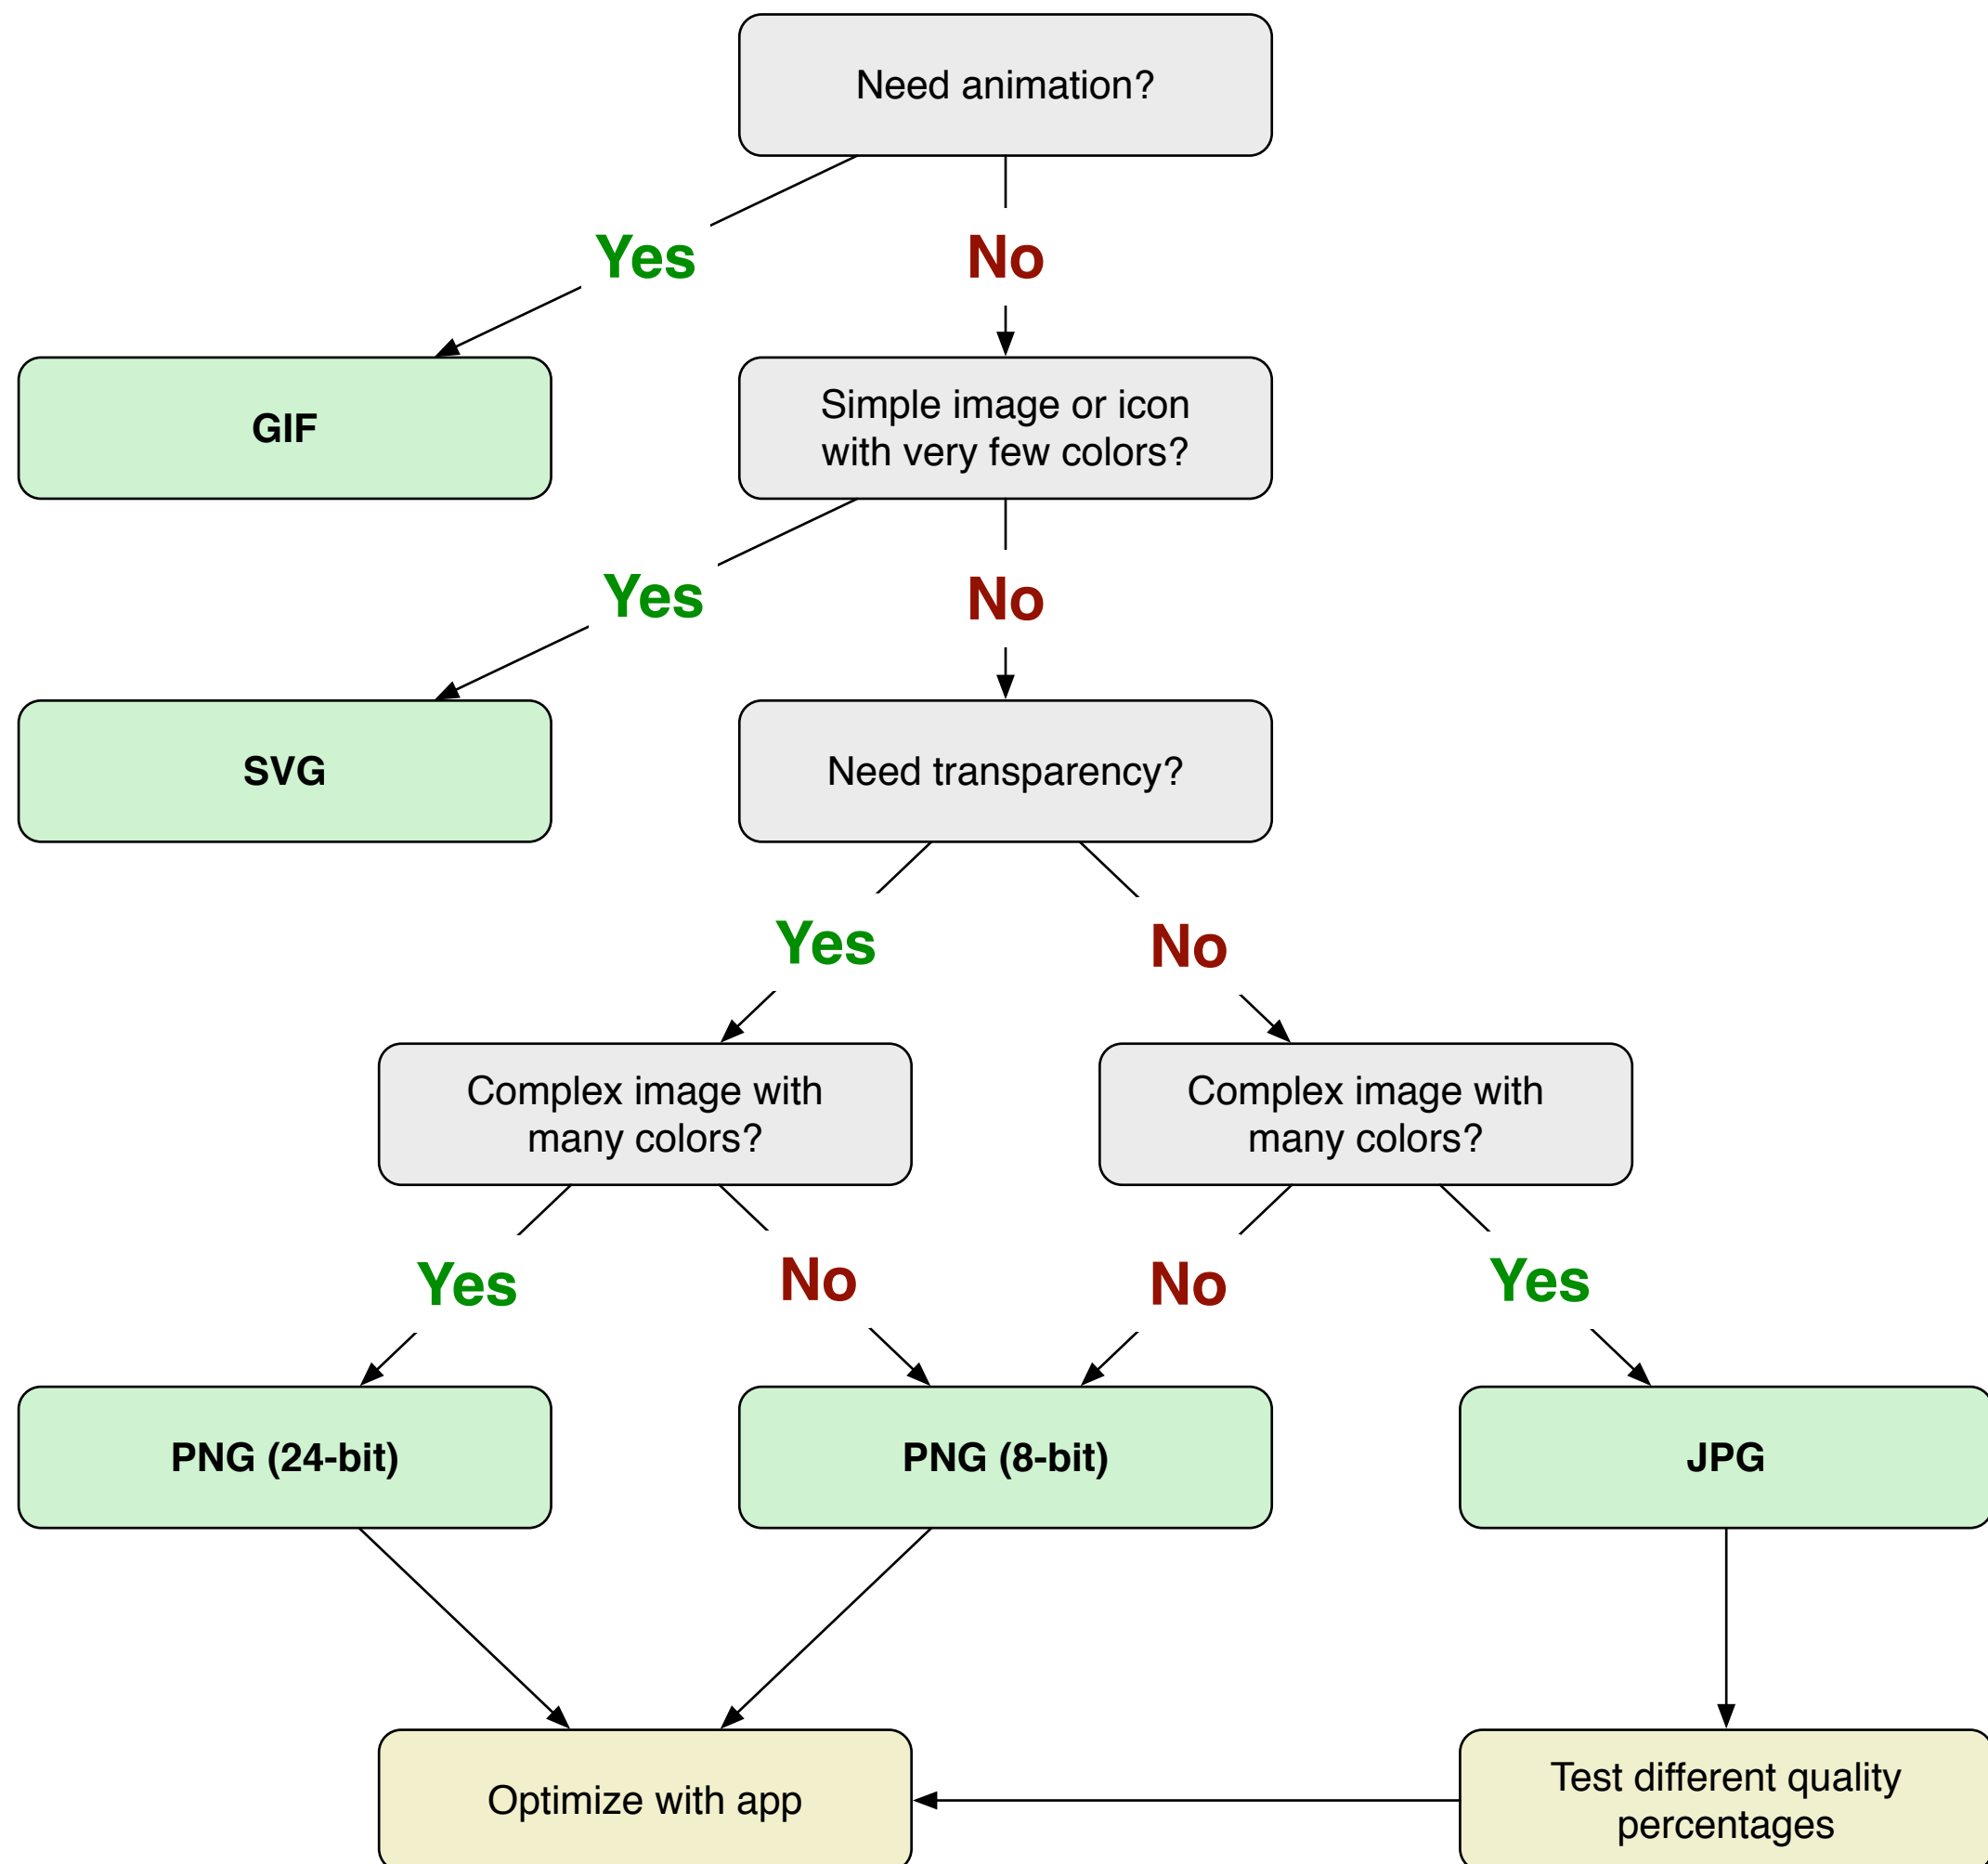 Need animation?
Yes
No
GIF
Simple image or icon
with very few colors?
Yes
No
SVG
Need transparency?
Yes
No
Complex image with
many colors?
Complex image with
many colors?
Yes
No
No
Yes
PNG (24-bit)
PNG (8-bit)
JPG
Optimize with app
Test different quality
percentages